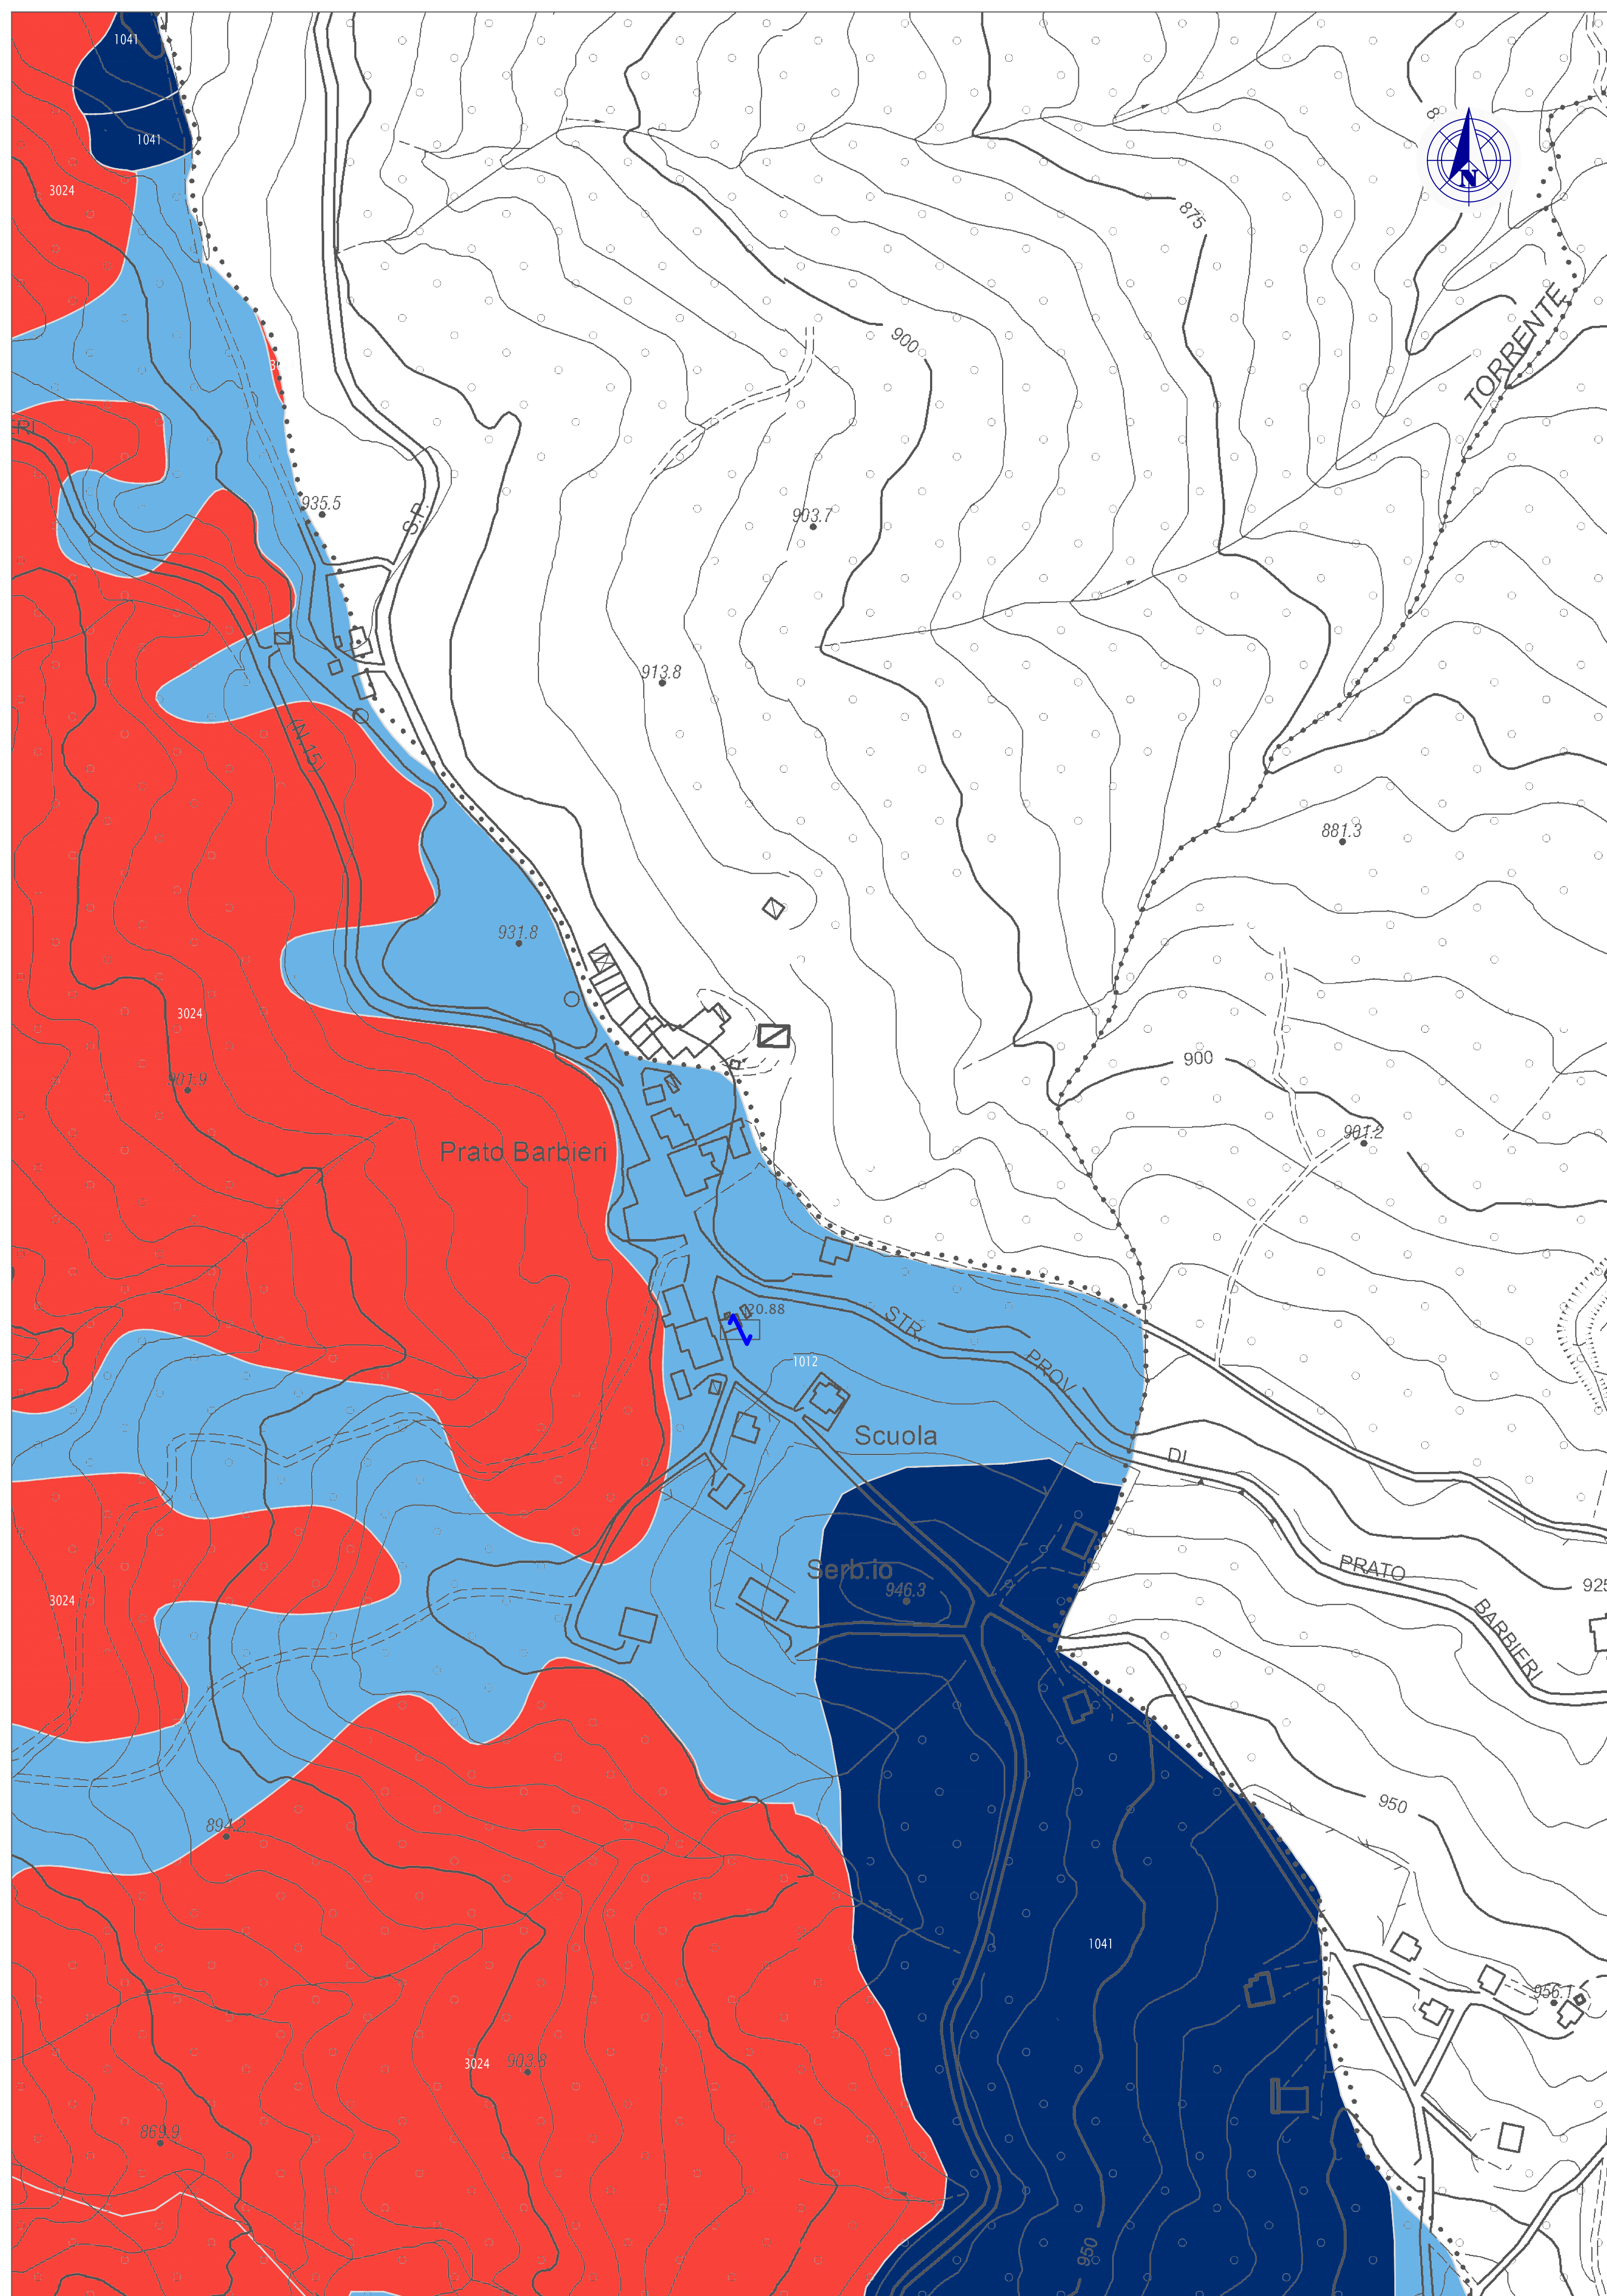 1041
1041
3024
N
875
TORRENTE
900
935.5
S.P.
903.7
913.8
(N.15)
881.3
931.8
3024
900
901.9
901.2
Prato Barbieri
20.88
STR.
1012
PROV.
Scuola
DI
Serb.io
946.3
PRATO
925
3024
BARBIERI
950
894.2
1041
956.1
3024
903.8
869.9
950